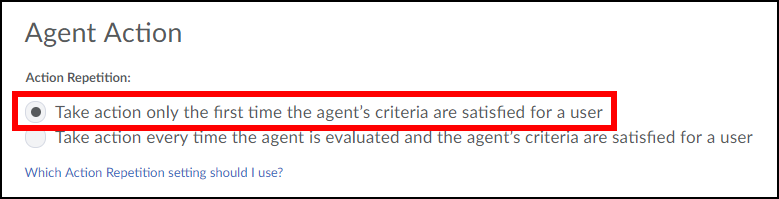 Agent Action
Action Repetition:
Take action only the first time the agent's criteria are satisfied for a user
Take action every time the agent is evaluated and the agent's criteria are satisfied for a user
Which Action Repetition setting should I use?